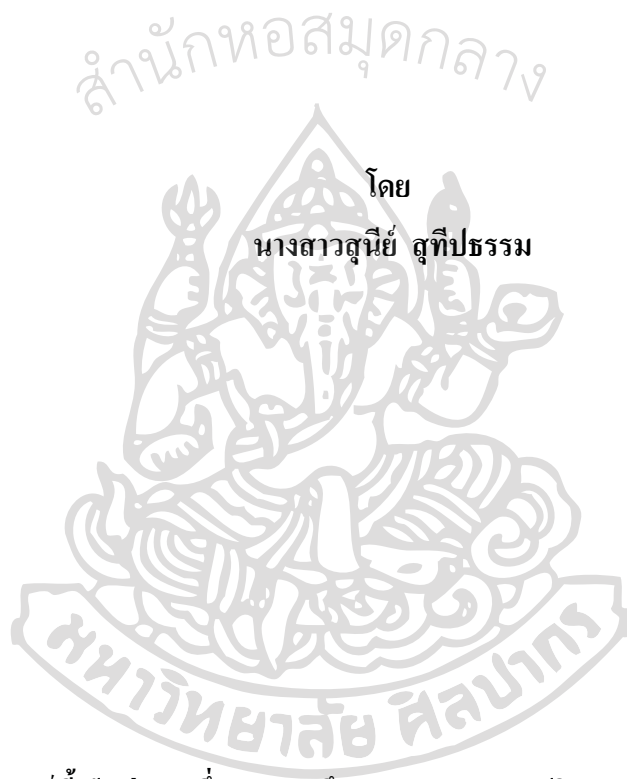 สำนักหอสมุดกลาง
โดย
นางสาวสุนีย์ สุทีปธรรม
มหาวิทยาลัย ศิลปากร